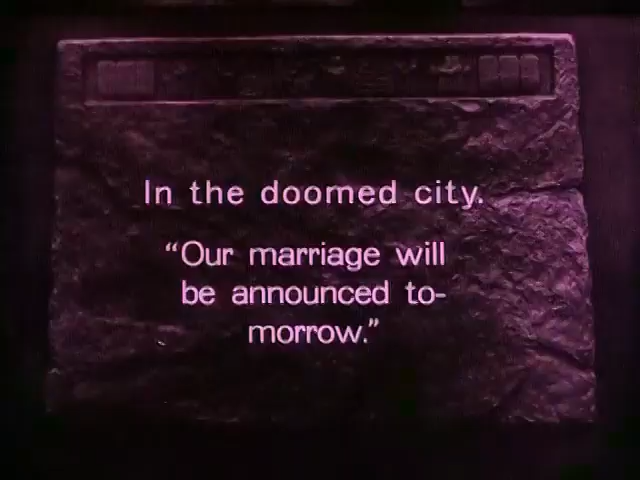 In the doomed city.
“Our marriage will
be announced to-
morrow.”